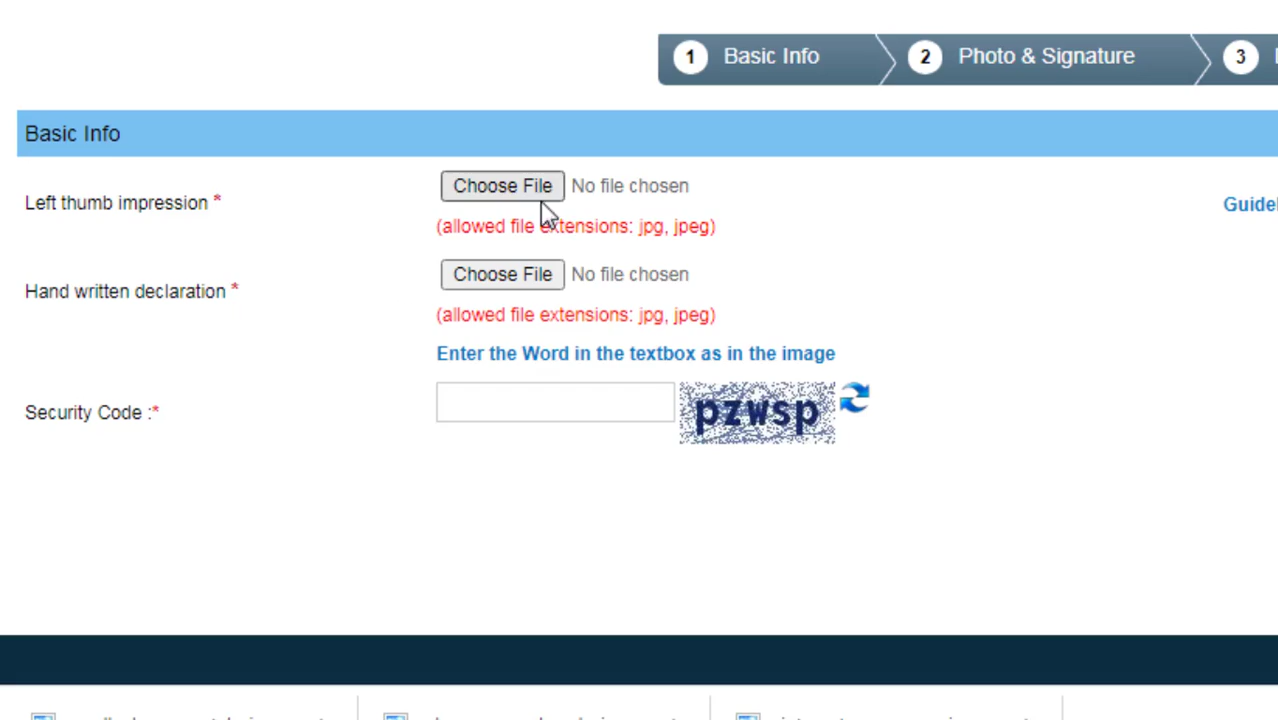 1 Basic Info 2 Photo & Signature 3
Basic Info
Left thumb impression * Choose File No file chosen
(allowed file extensions: jpg, jpeg)
Hand written declaration * Choose File No file chosen
(allowed file extensions: jpg, jpeg)
Enter the Word in the textbox as in the image
Security Code :* pzwsp